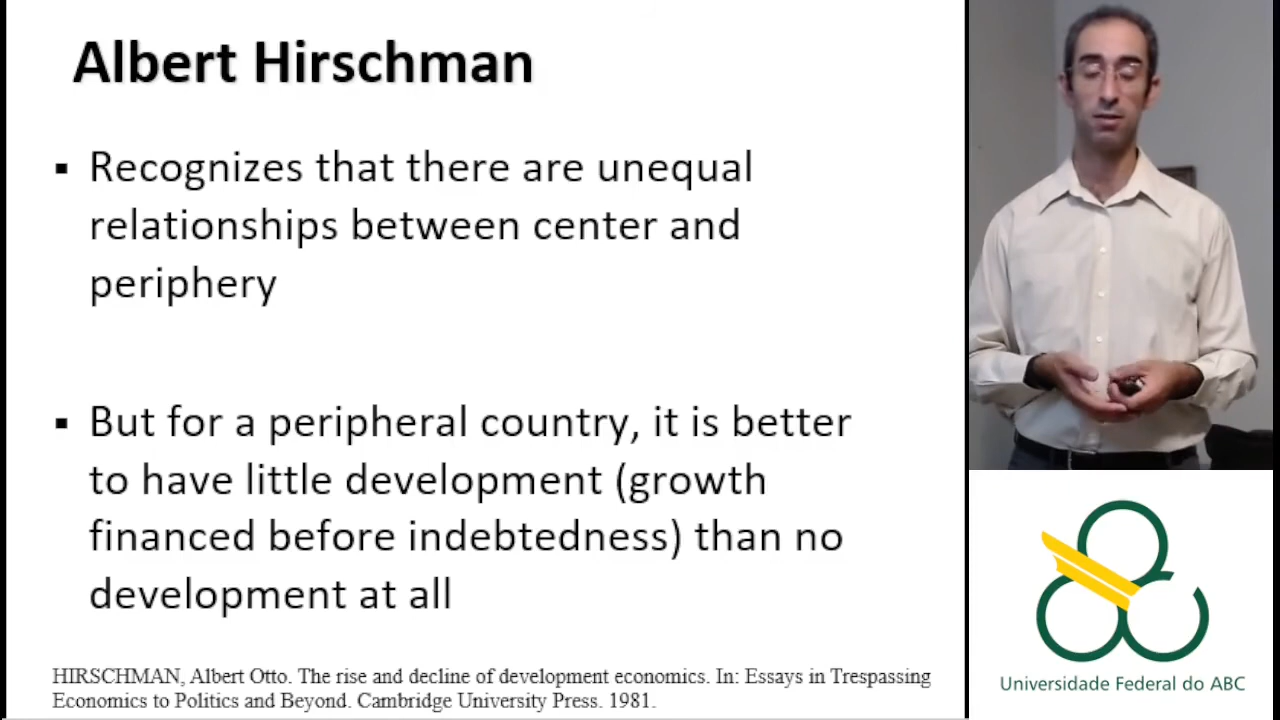 Albert Hirschman
▪ Recognizes that there are unequal
relationships between center and
periphery
▪ But for a peripheral country, it is better
to have little development (growth
financed before indebtedness) than no
development at all
HIRSCHMAN, Albert Otto. The rise and decline of development economics. In: Essays in Trespassing
Economics to Politics and Beyond. Cambridge University Press. 1981.
Universidade Federal do ABC